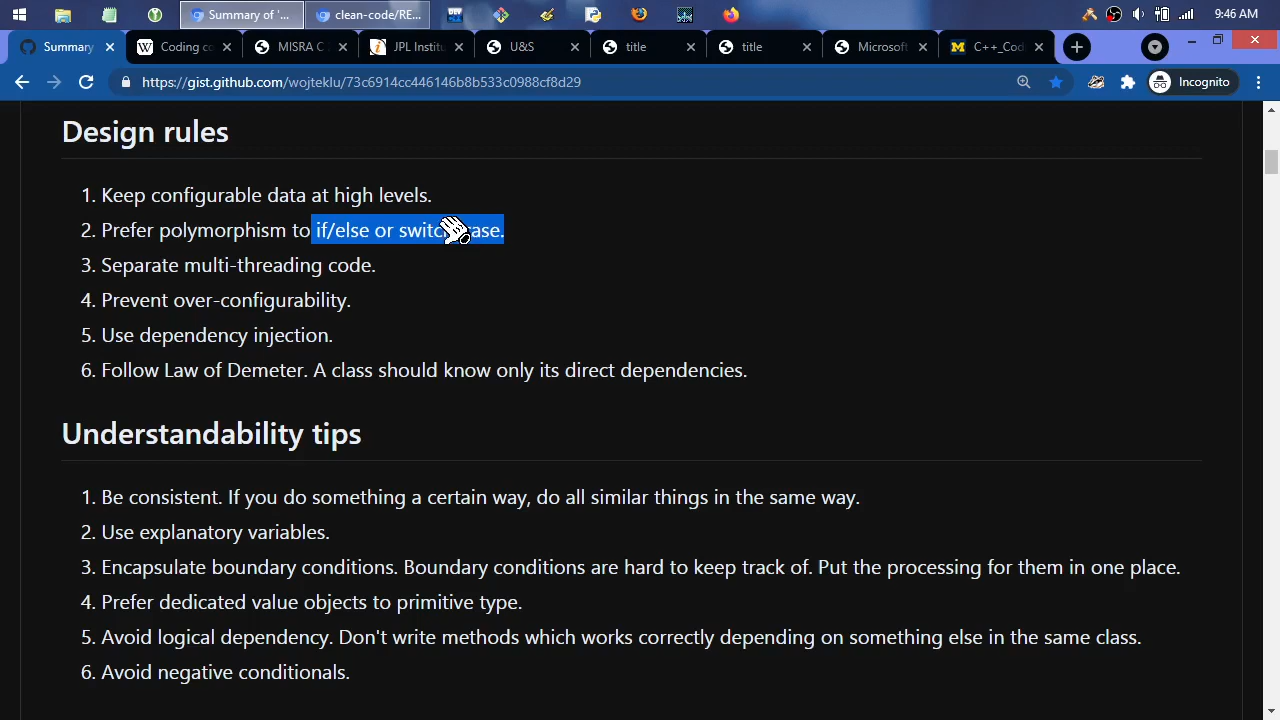 Summary of '...
clean-code/RE...
9:46 AM
Summary
Coding co
MISRA C 2
JPL Institu
U&S
title
title
Microsoft
C++_Cod
https://gist.github.com/wojteklu/73c6914cc446146b8b533c0988cf8d29
Incognito
Design rules
1. Keep configurable data at high levels.
2. Prefer polymorphism to if/else or switch/case.
3. Separate multi-threading code.
4. Prevent over-configurability.
5. Use dependency injection.
6. Follow Law of Demeter. A class should know only its direct dependencies.
Understandability tips
1. Be consistent. If you do something a certain way, do all similar things in the same way.
2. Use explanatory variables.
3. Encapsulate boundary conditions. Boundary conditions are hard to keep track of. Put the processing for them in one place.
4. Prefer dedicated value objects to primitive type.
5. Avoid logical dependency. Don't write methods which works correctly depending on something else in the same class.
6. Avoid negative conditionals.